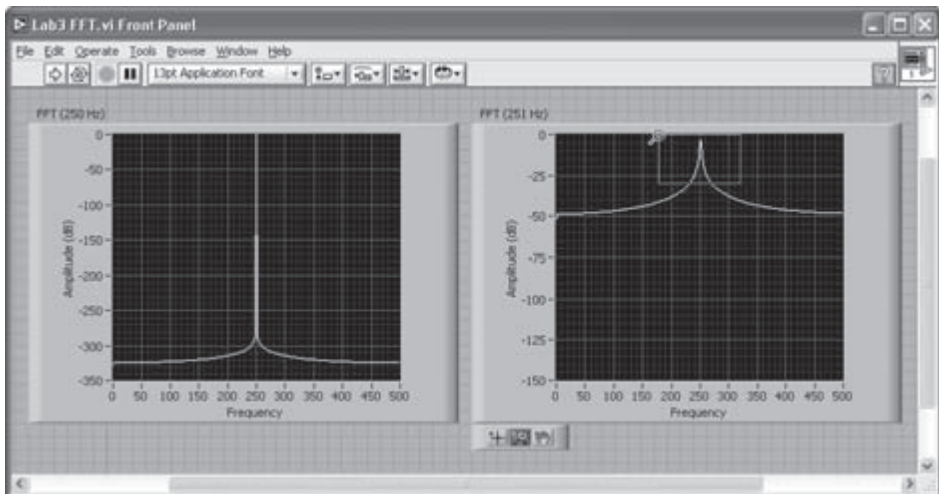 Lab3 FFT.vi Front Panel
File Edit Operate Tools Browse Window Help
13pt Application Font
1
FFT (250 Hz)
0
-50
-100
-150
-200
-250
-300
-350
Amplitude (dB)
0 50 100 150 200 250 300 350 400 450 500
Frequency
FFT (251 Hz)
0
-25
-50
-75
-100
-125
-150
Amplitude (dB)
0 50 100 150 200 250 300 350 400 450 500
Frequency